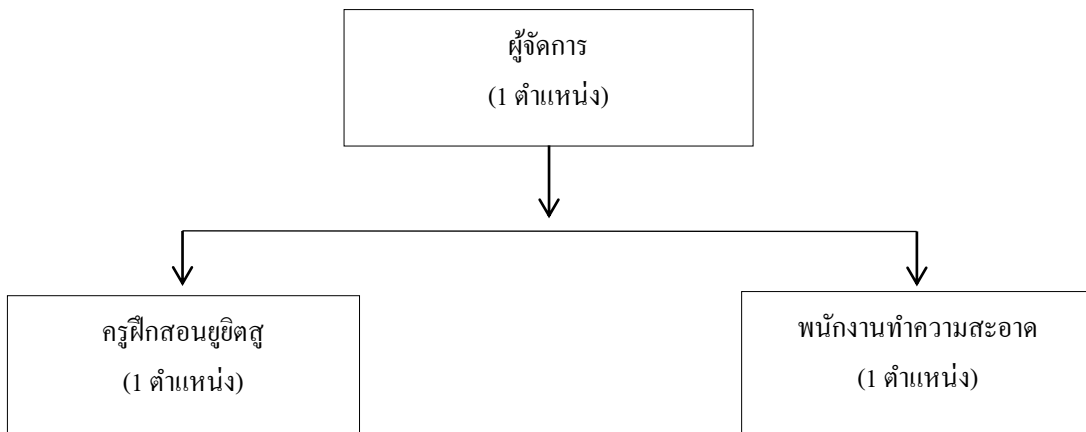 ผู้จัดการ
(1 ตำแหน่ง)
ครูฝึกสอนยูยิตสู
(1 ตำแหน่ง)
พนักงานทำความสะอาด
(1 ตำแหน่ง)